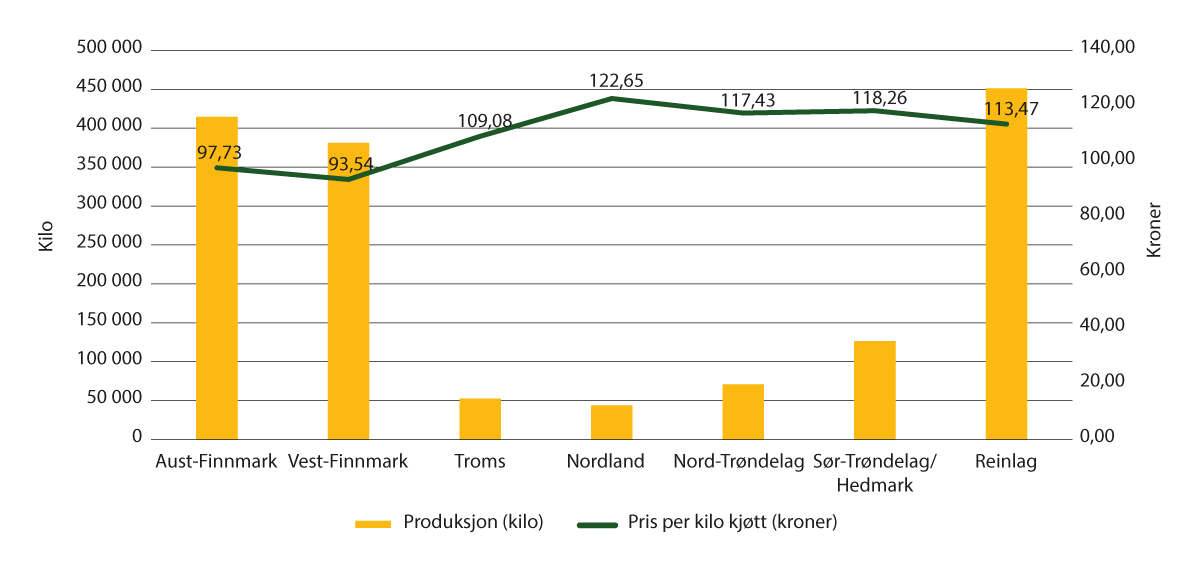 500 000
450 000
400 000
350 000
300 000
250 000
200 000
150 000
100 000
50 000
0
Kilo
140,00
120,00
100,00
80,00
60,00
40,00
20,00
0,00
Kroner
97,73
93,54
109,08
122,65
117,43
118,26
113,47
Aust-Finnmark
Vest-Finnmark
Troms
Nordland
Nord-Trøndelag
Sør-Trøndelag/
Hedmark
Reinlag
Produksjon (kilo)
Pris per kilo kjøtt (kroner)